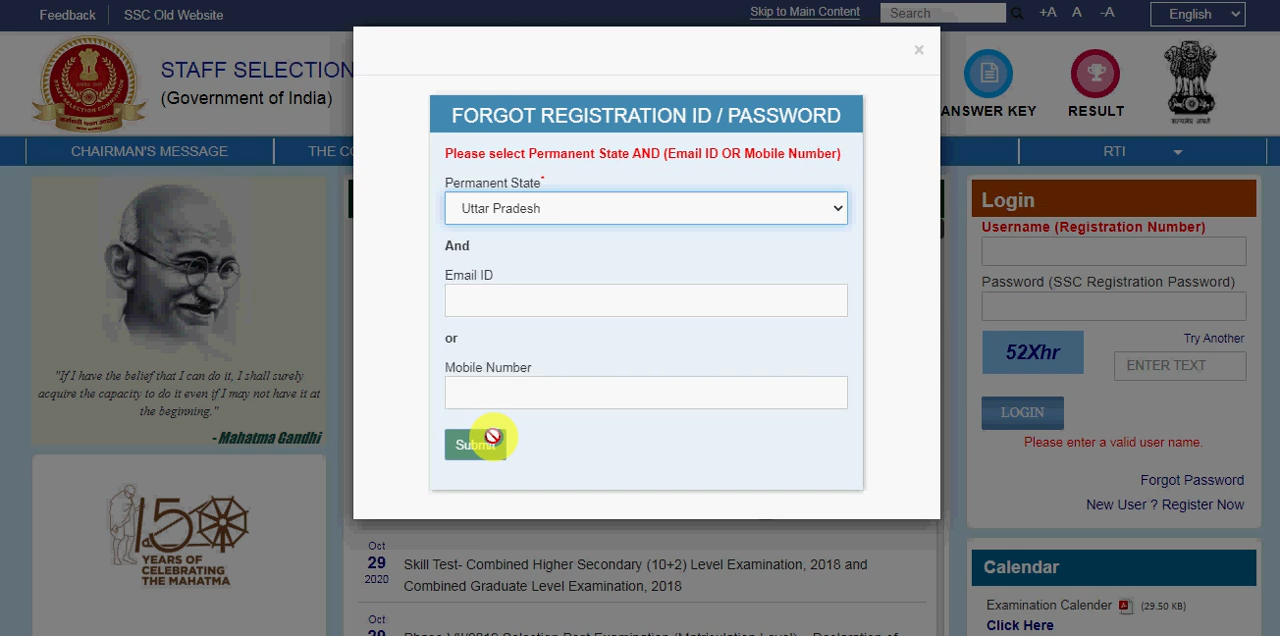 Feedback
SSC Old Website
Skip to Main Content
Search
+A A -A
English
STAFF SELECTION
(Government of India)
ANSWER KEY
RESULT
सत्यमेव जयते
CHAIRMAN'S MESSAGE
THE CO
RTI
×
FORGOT REGISTRATION ID / PASSWORD
Please select Permanent State AND (Email ID OR Mobile Number)
Permanent State*
Uttar Pradesh
And
Email ID
or
Mobile Number
Submit
"If I have the belief that I can do it, I shall surely
acquire the capacity to do it even if I may not have it at
the beginning."
- Mahatma Gandhi
150
YEARS OF
CELEBRATING
THE MAHATMA
Oct
29
2020
Skill Test- Combined Higher Secondary (10+2) Level Examination, 2018 and
Combined Graduate Level Examination, 2018
Oct
Login
Username (Registration Number)
Password (SSC Registration Password)
52Xhr
Try Another
ENTER TEXT
LOGIN
Please enter a valid user name.
Forgot Password
New User ? Register Now
Calendar
Examination Calender (29.50 KB)
Click Here